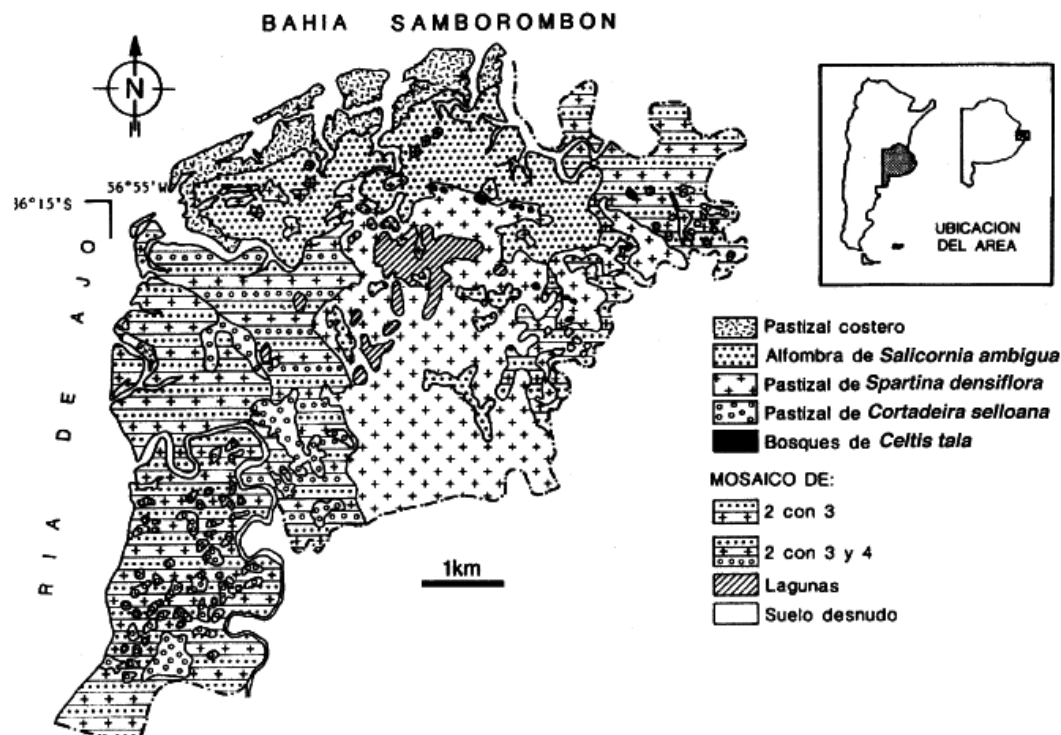 BAHIA SAMBOROMBON
N
56°55'W
36°15'S
RIA DE AJO
UBICACION
DEL AREA
Pastizal costero
Alfombra de Salicornia ambigua
Pastizal de Spartina densiflora
Pastizal de Cortadeira selloana
Bosques de Celtis tala
MOSAICO DE:
2 con 3
2 con 3 y 4
Lagunas
Suelo desnudo
1km